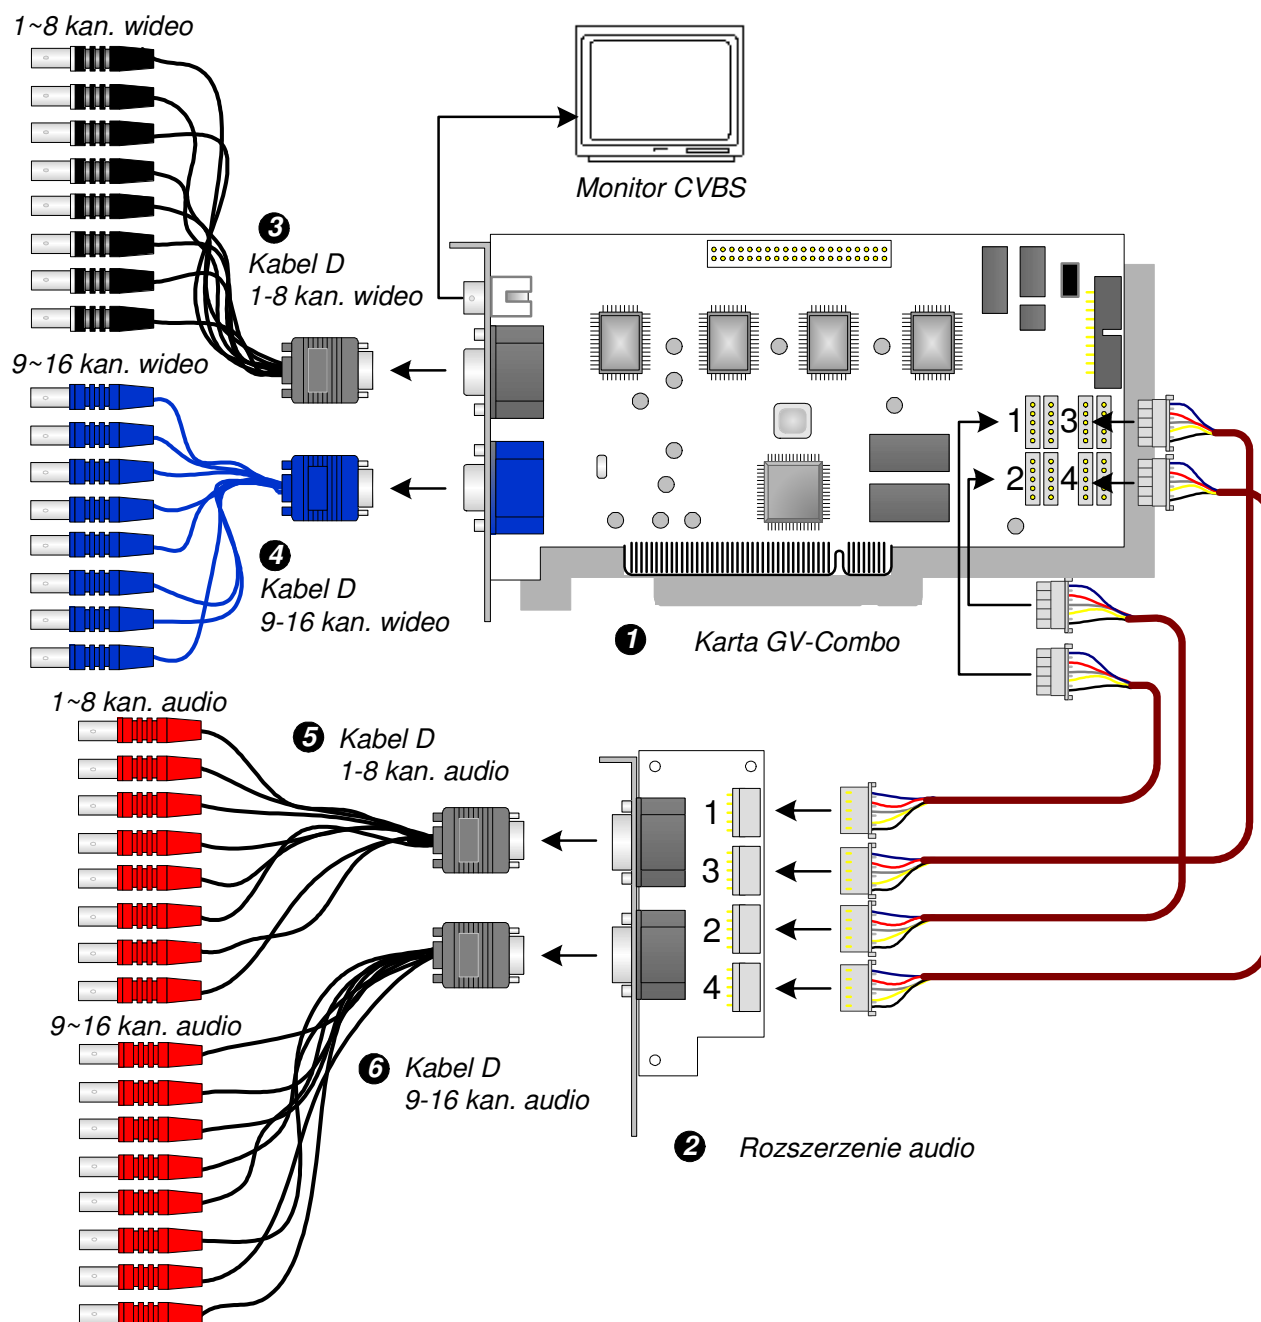 1~8 kan. wideo
Monitor CVBS
3
Kabel D
1-8 kan. wideo
9~16 kan. wideo
1 3
2 4
4
Kabel D
9-16 kan. wideo
1 Karta GV-Combo
1~8 kan. audio
5 Kabel D
1-8 kan. audio
1
3
2
4
9~16 kan. audio
6 Kabel D
9-16 kan. audio
2 Rozszerzenie audio